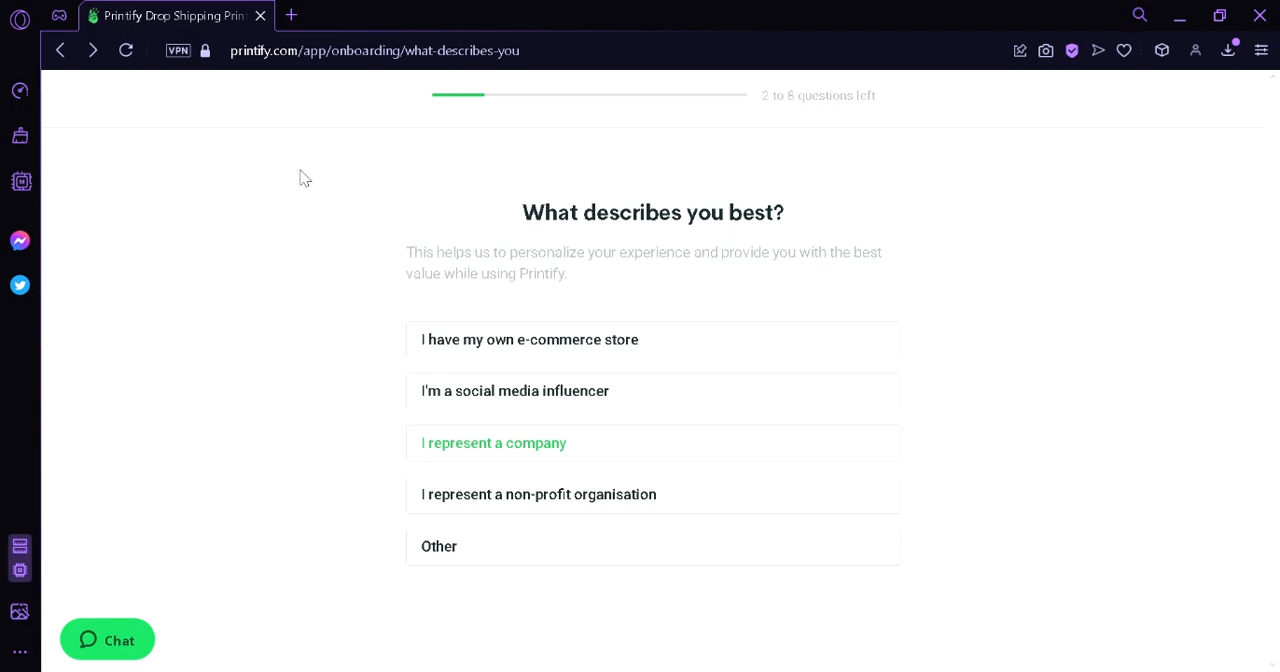 Printify Drop Shipping Print
VPN
printify.com/app/onboarding/what-describes-you
2 to 8 questions left
What describes you best?
This helps us to personalize your experience and provide you with the best
value while using Printify.
I have my own e-commerce store
I'm a social media influencer
I represent a company
I represent a non-profit organisation
Other
Chat